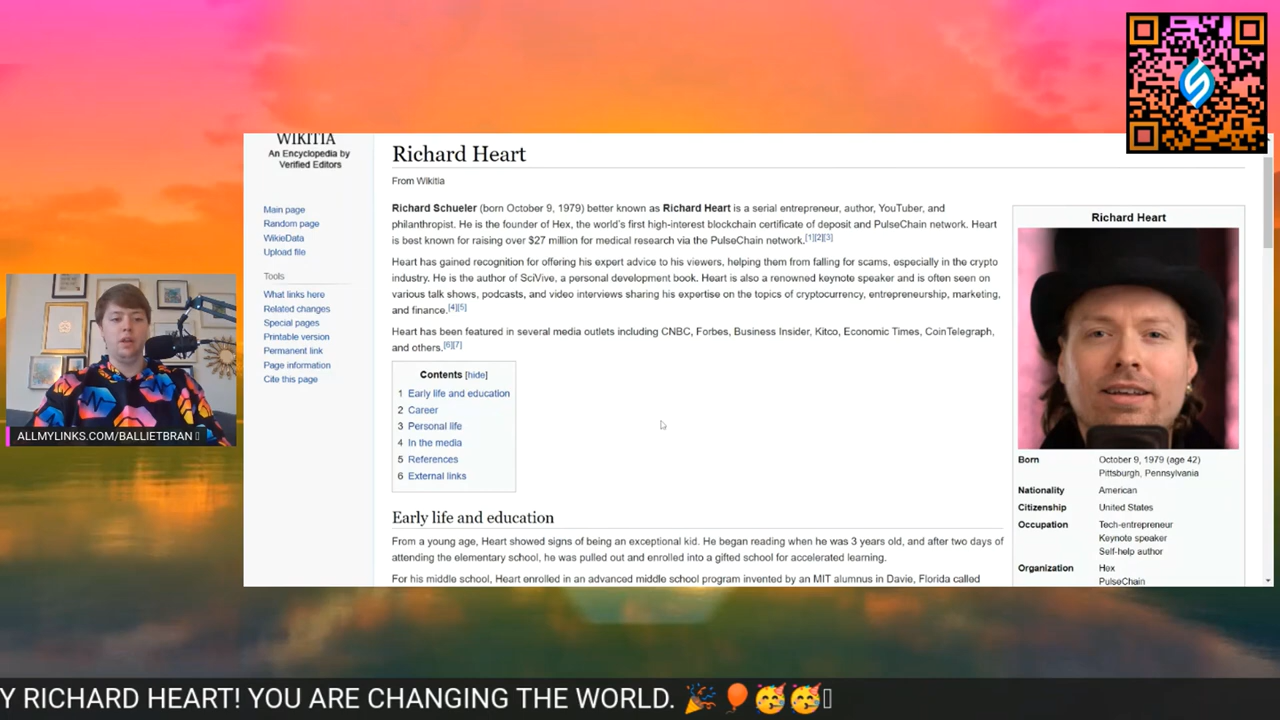 WIKITIA
An Encyclopedia by
Verified Editors
Main page
Random page
WikieData
Upload file
Tools
What links here
Related changes
Special pages
Printable version
Permanent link
Page information
Cite this page
Richard Heart
From Wikitia
Richard Schueler (born October 9, 1979) better known as Richard Heart is a serial entrepreneur, author, YouTuber, and
philanthropist. He is the founder of Hex, the world's first high-interest blockchain certificate of deposit and PulseChain network. Heart
is best known for raising over $27 million for medical research via the PulseChain network.[1][2][3]
Heart has gained recognition for offering his expert advice to his viewers, helping them from falling for scams, especially in the crypto
industry. He is the author of SciVive, a personal development book. Heart is also a renowned keynote speaker and is often seen on
various talk shows, podcasts, and video interviews sharing his expertise on the topics of cryptocurrency, entrepreneurship, marketing,
and finance.[4][5]
Heart has been featured in several media outlets including CNBC, Forbes, Business Insider, Kitco, Economic Times, CoinTelegraph,
and others.[6][7]
Contents [hide]
1 Early life and education
2 Career
3 Personal life
4 In the media
5 References
6 External links
Early life and education
From a young age, Heart showed signs of being an exceptional kid. He began reading when he was 3 years old, and after two days of
attending the elementary school, he was pulled out and enrolled into a gifted school for accelerated learning.
For his middle school, Heart enrolled in an advanced middle school program invented by an MIT alumnus in Davie, Florida called
Richard Heart
Born October 9, 1979 (age 42)
Pittsburgh, Pennsylvania
Nationality American
Citizenship United States
Occupation Tech-entrepreneur
Keynote speaker
Self-help author
Organization Hex
PulseChain
ALLMYLINKS.COM/BALLIETBRAN
Y RICHARD HEART! YOU ARE CHANGING THE WORLD. 🎉🎈🥳🥳